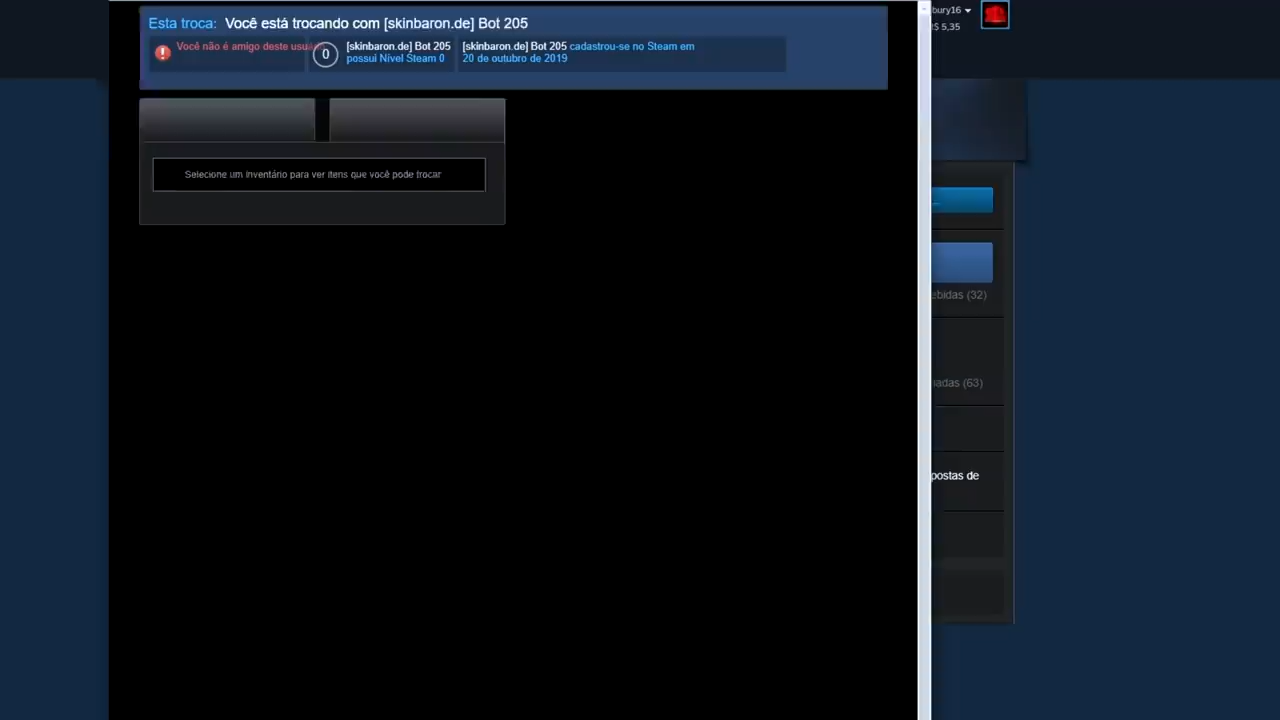 Esta troca: Você está trocando com [skinbaron.de] Bot 205
Você não é amigo deste
0
[skinbaron.de] Bot 205
possui Nível Steam 0
[skinbaron.de] Bot 205 cadastrou-se no Steam em
20 de outubro de 2019
Selecione um inventário para ver itens que você pode trocar
bury16
$ 5,35
ebidas (32)
iadas (63)
postas de